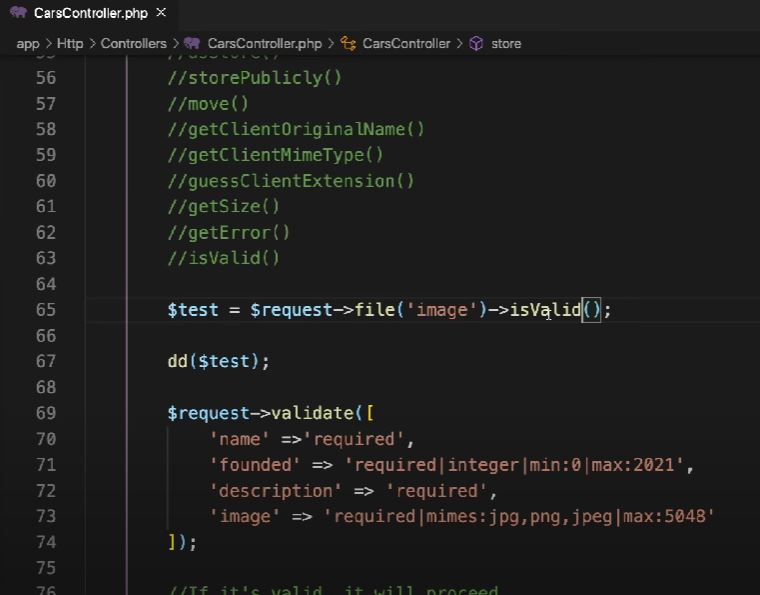 CarsController.php ×
app > Http > Controllers > CarsController.php > CarsController > store
56 //storePublicly()
57 //move()
58 //getClientOriginalName()
59 //getClientMimeType()
60 //guessClientExtension()
61 //getSize()
62 //getError()
63 //isValid()
64
65 $test = $request->file('image')->isValid();
66
67 dd($test);
68
69 $request->validate([
70 'name' =>'required',
71 'founded' => 'required|integer|min:0|max:2021',
72 'description' => 'required',
73 'image' => 'required|mimes:jpg,png,jpeg|max:5048'
74 ]);
75
76 //If it's valid, it will proceed